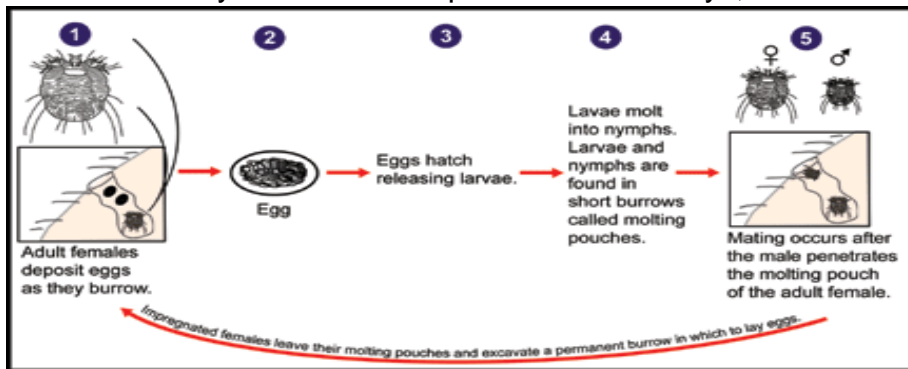 1
2
3
4
5
♀ ♂
Adult females
deposit eggs
as they burrow.
Egg
Eggs hatch
releasing larvae.
Lavae molt
into nymphs.
Larvae and
nymphs are
found in
short burrows
called molting
pouches.
Mating occurs after
the male penetrates
the molting pouch
of the adult female.
Impregnated females leave their molting pouches and excavate a permanent burrow in which to lay eggs.